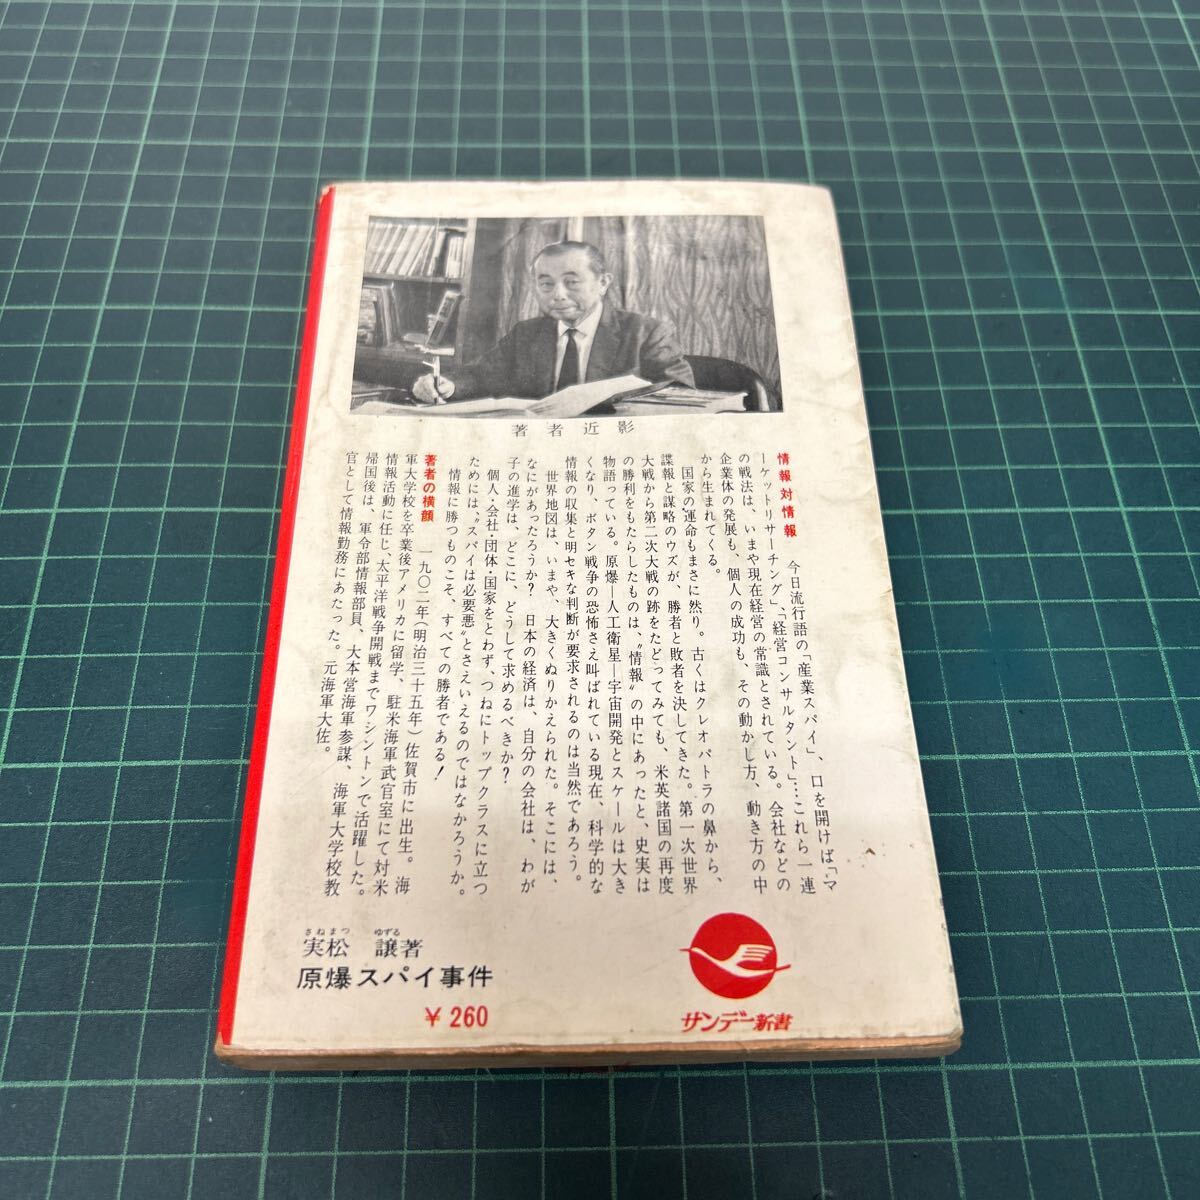 著者近影
情報対情報　今日流行語の「産業スパイ」、口を開けば「マ
ーケットリサーチング」、「経営コンサルタント」……これら一連
の戦法は、いまや現在経営の常識とされている。会社などの
企業体の発展も、個人の成功も、その動かし方、動き方の中
から生まれてくる。
国家の運命もまさに然り。古くはクレオパトラの鼻から、
諜報と謀略のウズが、勝者と敗者を決してきた。第一次世界
大戦から第二次大戦の跡をたどってみても、米英諸国の再度
の勝利をもたらしたものは、〝情報〟の中にあったと、史実は
物語っている。原爆―人工衛星―宇宙開発とスケールは大き
くなり、ボタン戦争の恐怖さえ叫ばれている現在、科学的な
情報の収集と明セキな判断が要求されるのは当然であろう。
世界地図は、いまや、大きくぬりかえられた。そこには、
なにがあったろうか？　日本の経済は、自分の会社は、わが
子の進学は、どこに、どうして求めるべきか？
個人・会社・団体・国家をとわず、つねにトップクラスに立つ
ためには、〝スパイは必要悪〟とさえいえるのではなかろうか。
情報に勝つものこそ、すべての勝者である！
著者の横顔　一九〇二年（明治三十五年）佐賀市に出生。海
軍大学校を卒業後アメリカに留学、駐米海軍武官室にて対米
情報活動に任じ、太平洋戦争開戦までワシントンで活躍した。
帰国後は、軍令部情報部員、大本営海軍参謀、海軍大学校教
官として情報勤務にあたった。元海軍大佐。
さねまつ　ゆずる
実松　譲著
原爆スパイ事件
￥260
サンデー新書